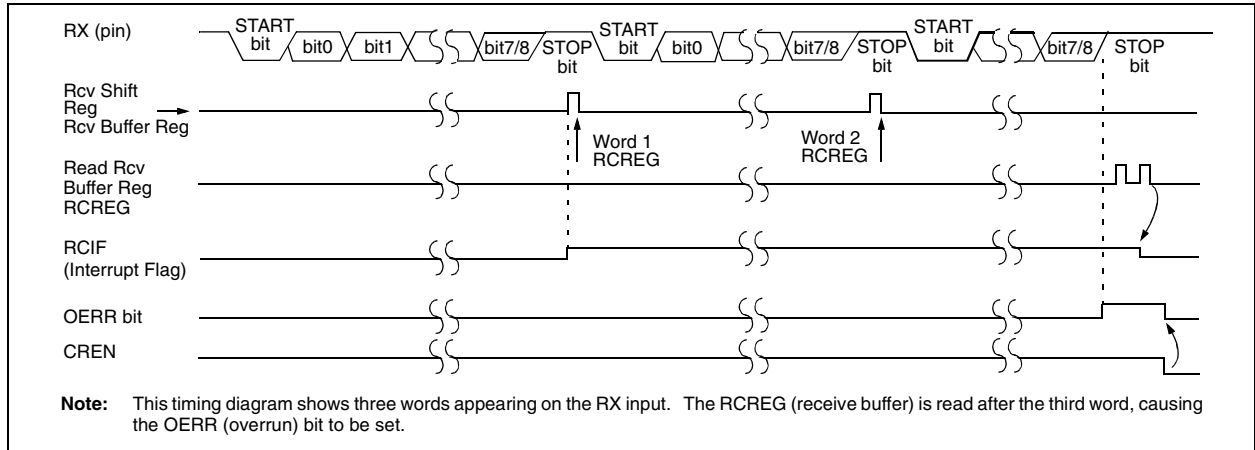 RX (pin)
START
bit
bit0
bit1
bit7/8
STOP
bit
START
bit
bit0
bit7/8
STOP
bit
START
bit
bit7/8
STOP
bit
Rcv Shift
Reg
Rcv Buffer Reg
Word 1
RCREG
Word 2
RCREG
Read Rcv
Buffer Reg
RCREG
RCIF
(Interrupt Flag)
OERR bit
CREN
Note: This timing diagram shows three words appearing on the RX input. The RCREG (receive buffer) is read after the third word, causing
the OERR (overrun) bit to be set.